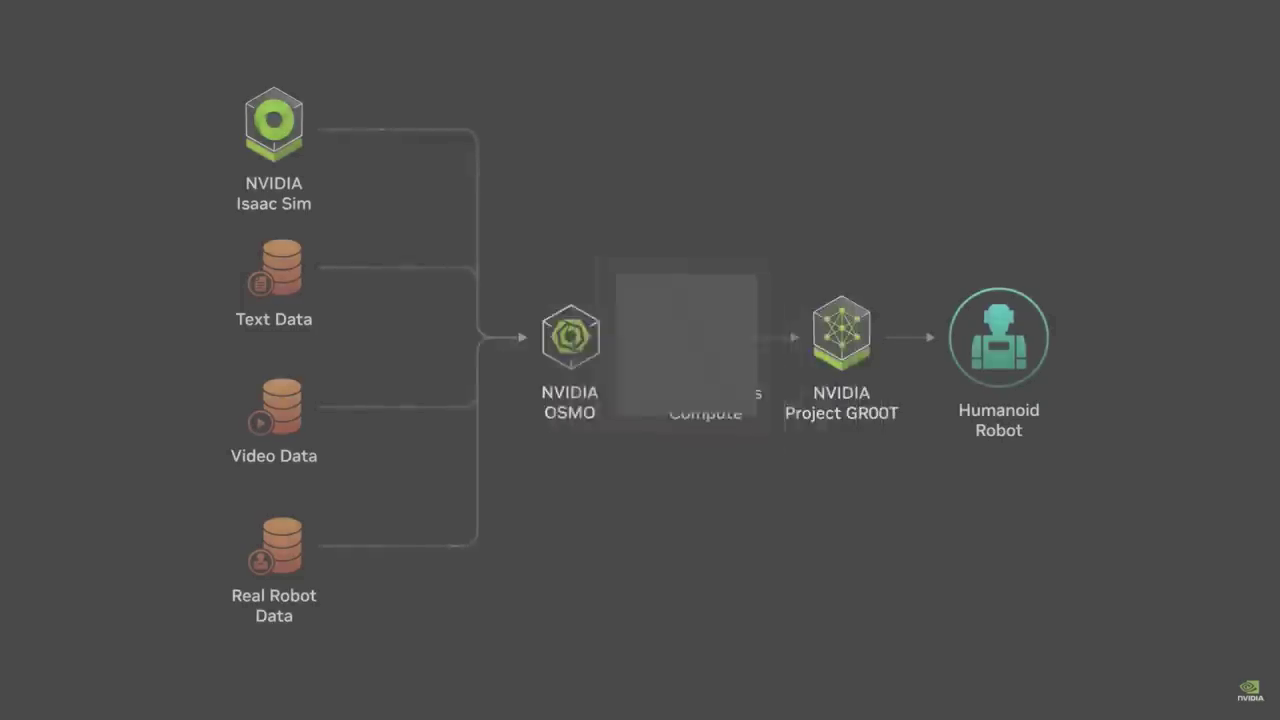 NVIDIA
Isaac Sim
Text Data
Video Data
Real Robot
Data
NVIDIA
OSMO
Compute
NVIDIA
Project GR00T
Humanoid
Robot
NVIDIA